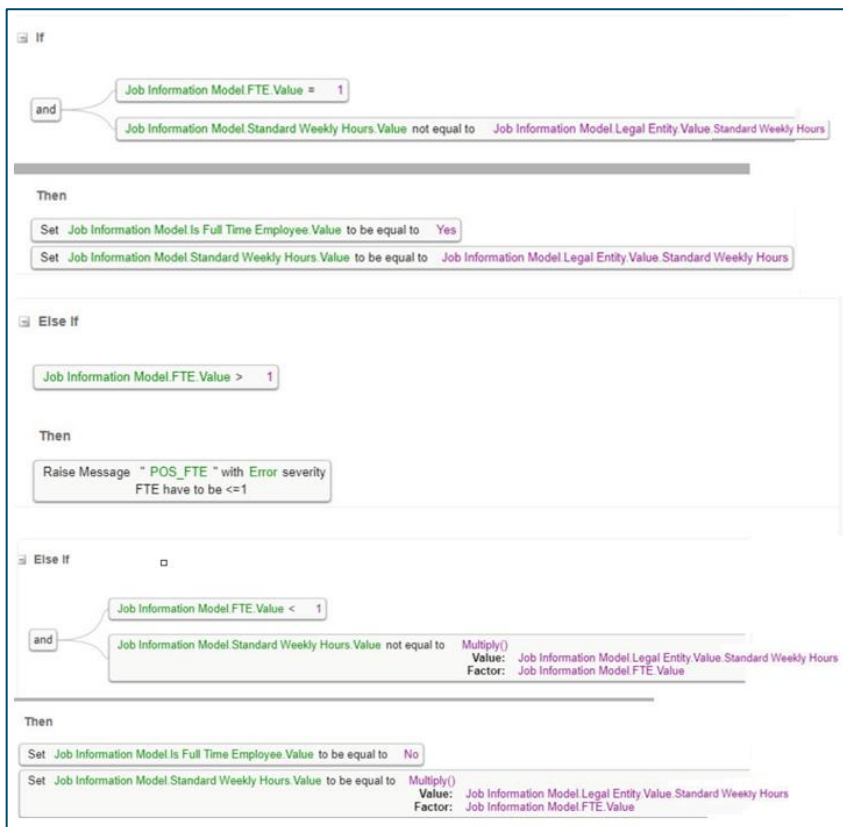 If
Job Information Model.FTE.Value = 1
and
Job Information Model.Standard Weekly Hours.Value not equal to Job Information Model.Legal Entity.Value.Standard Weekly Hours
Then
Set Job Information Model.Is Full Time Employee.Value to be equal to Yes
Set Job Information Model.Standard Weekly Hours.Value to be equal to Job Information Model.Legal Entity.Value.Standard Weekly Hours
Else If
Job Information Model.FTE.Value > 1
Then
Raise Message " POS_FTE " with Error severity
FTE have to be <=1
Else If
Job Information Model.FTE.Value < 1
and
Job Information Model.Standard Weekly Hours.Value not equal to Multiply()
Value: Job Information Model.Legal Entity.Value.Standard Weekly Hours
Factor: Job Information Model.FTE.Value
Then
Set Job Information Model.Is Full Time Employee.Value to be equal to No
Set Job Information Model.Standard Weekly Hours.Value to be equal to Multiply()
Value: Job Information Model.Legal Entity.Value.Standard Weekly Hours
Factor: Job Information Model.FTE.Value